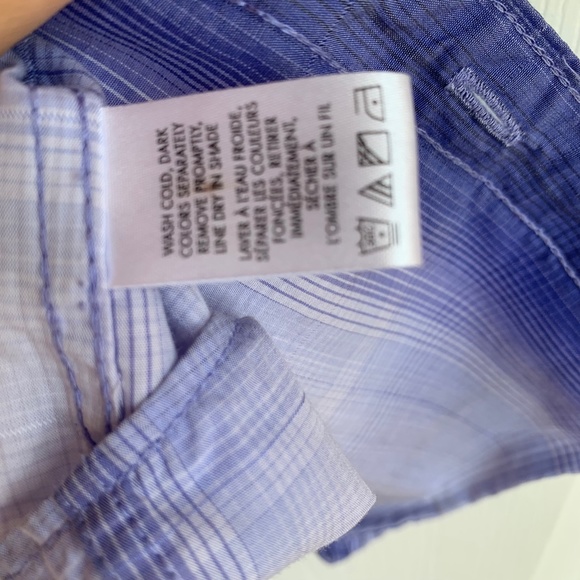 WASH COLD, DARK
COLORS SEPARATELY
REMOVE PROMPTLY,
LINE DRY IN SHADE
LAVER À L'EAU FROIDE,
SÉPARER LES COULEURS
FONCÉES, RETIRER
IMMÉDIATEMENT,
SÉCHER À
L'OMBRE SUR UN FIL